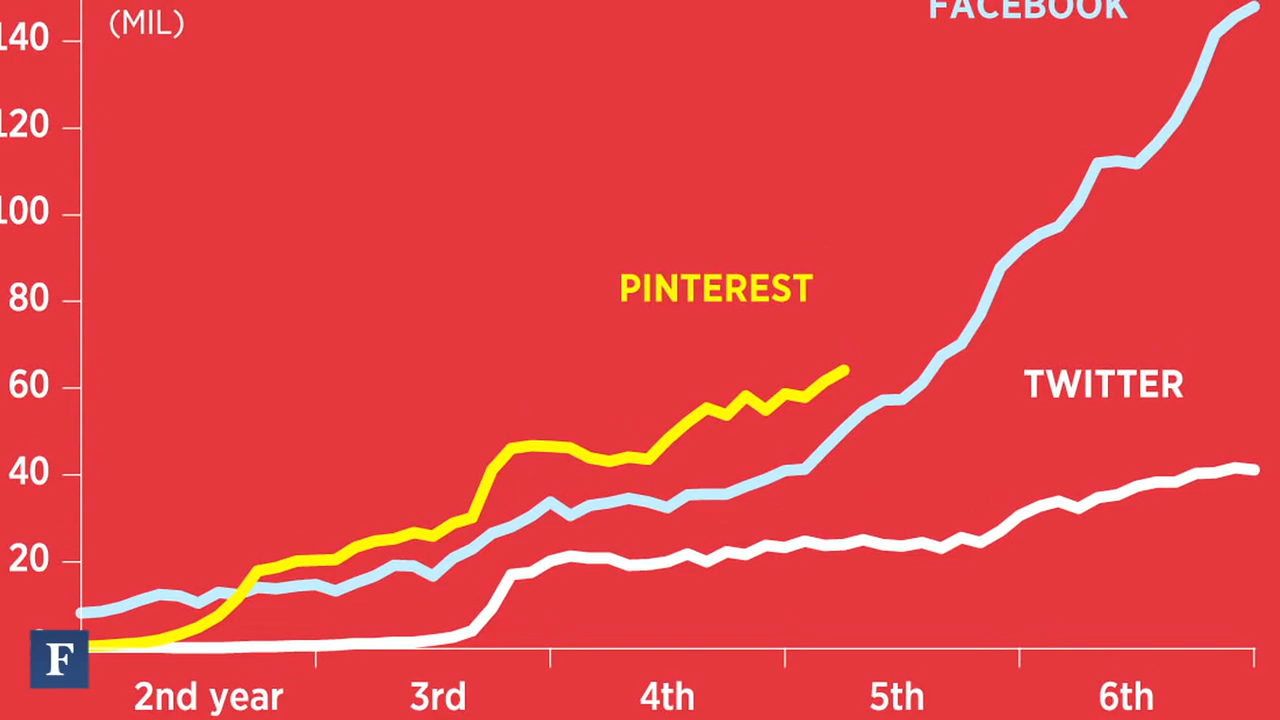 FACEBOOK
(MIL)
140
120
100
80
PINTEREST
60
TWITTER
40
20
F
2nd year 3rd 4th 5th 6th